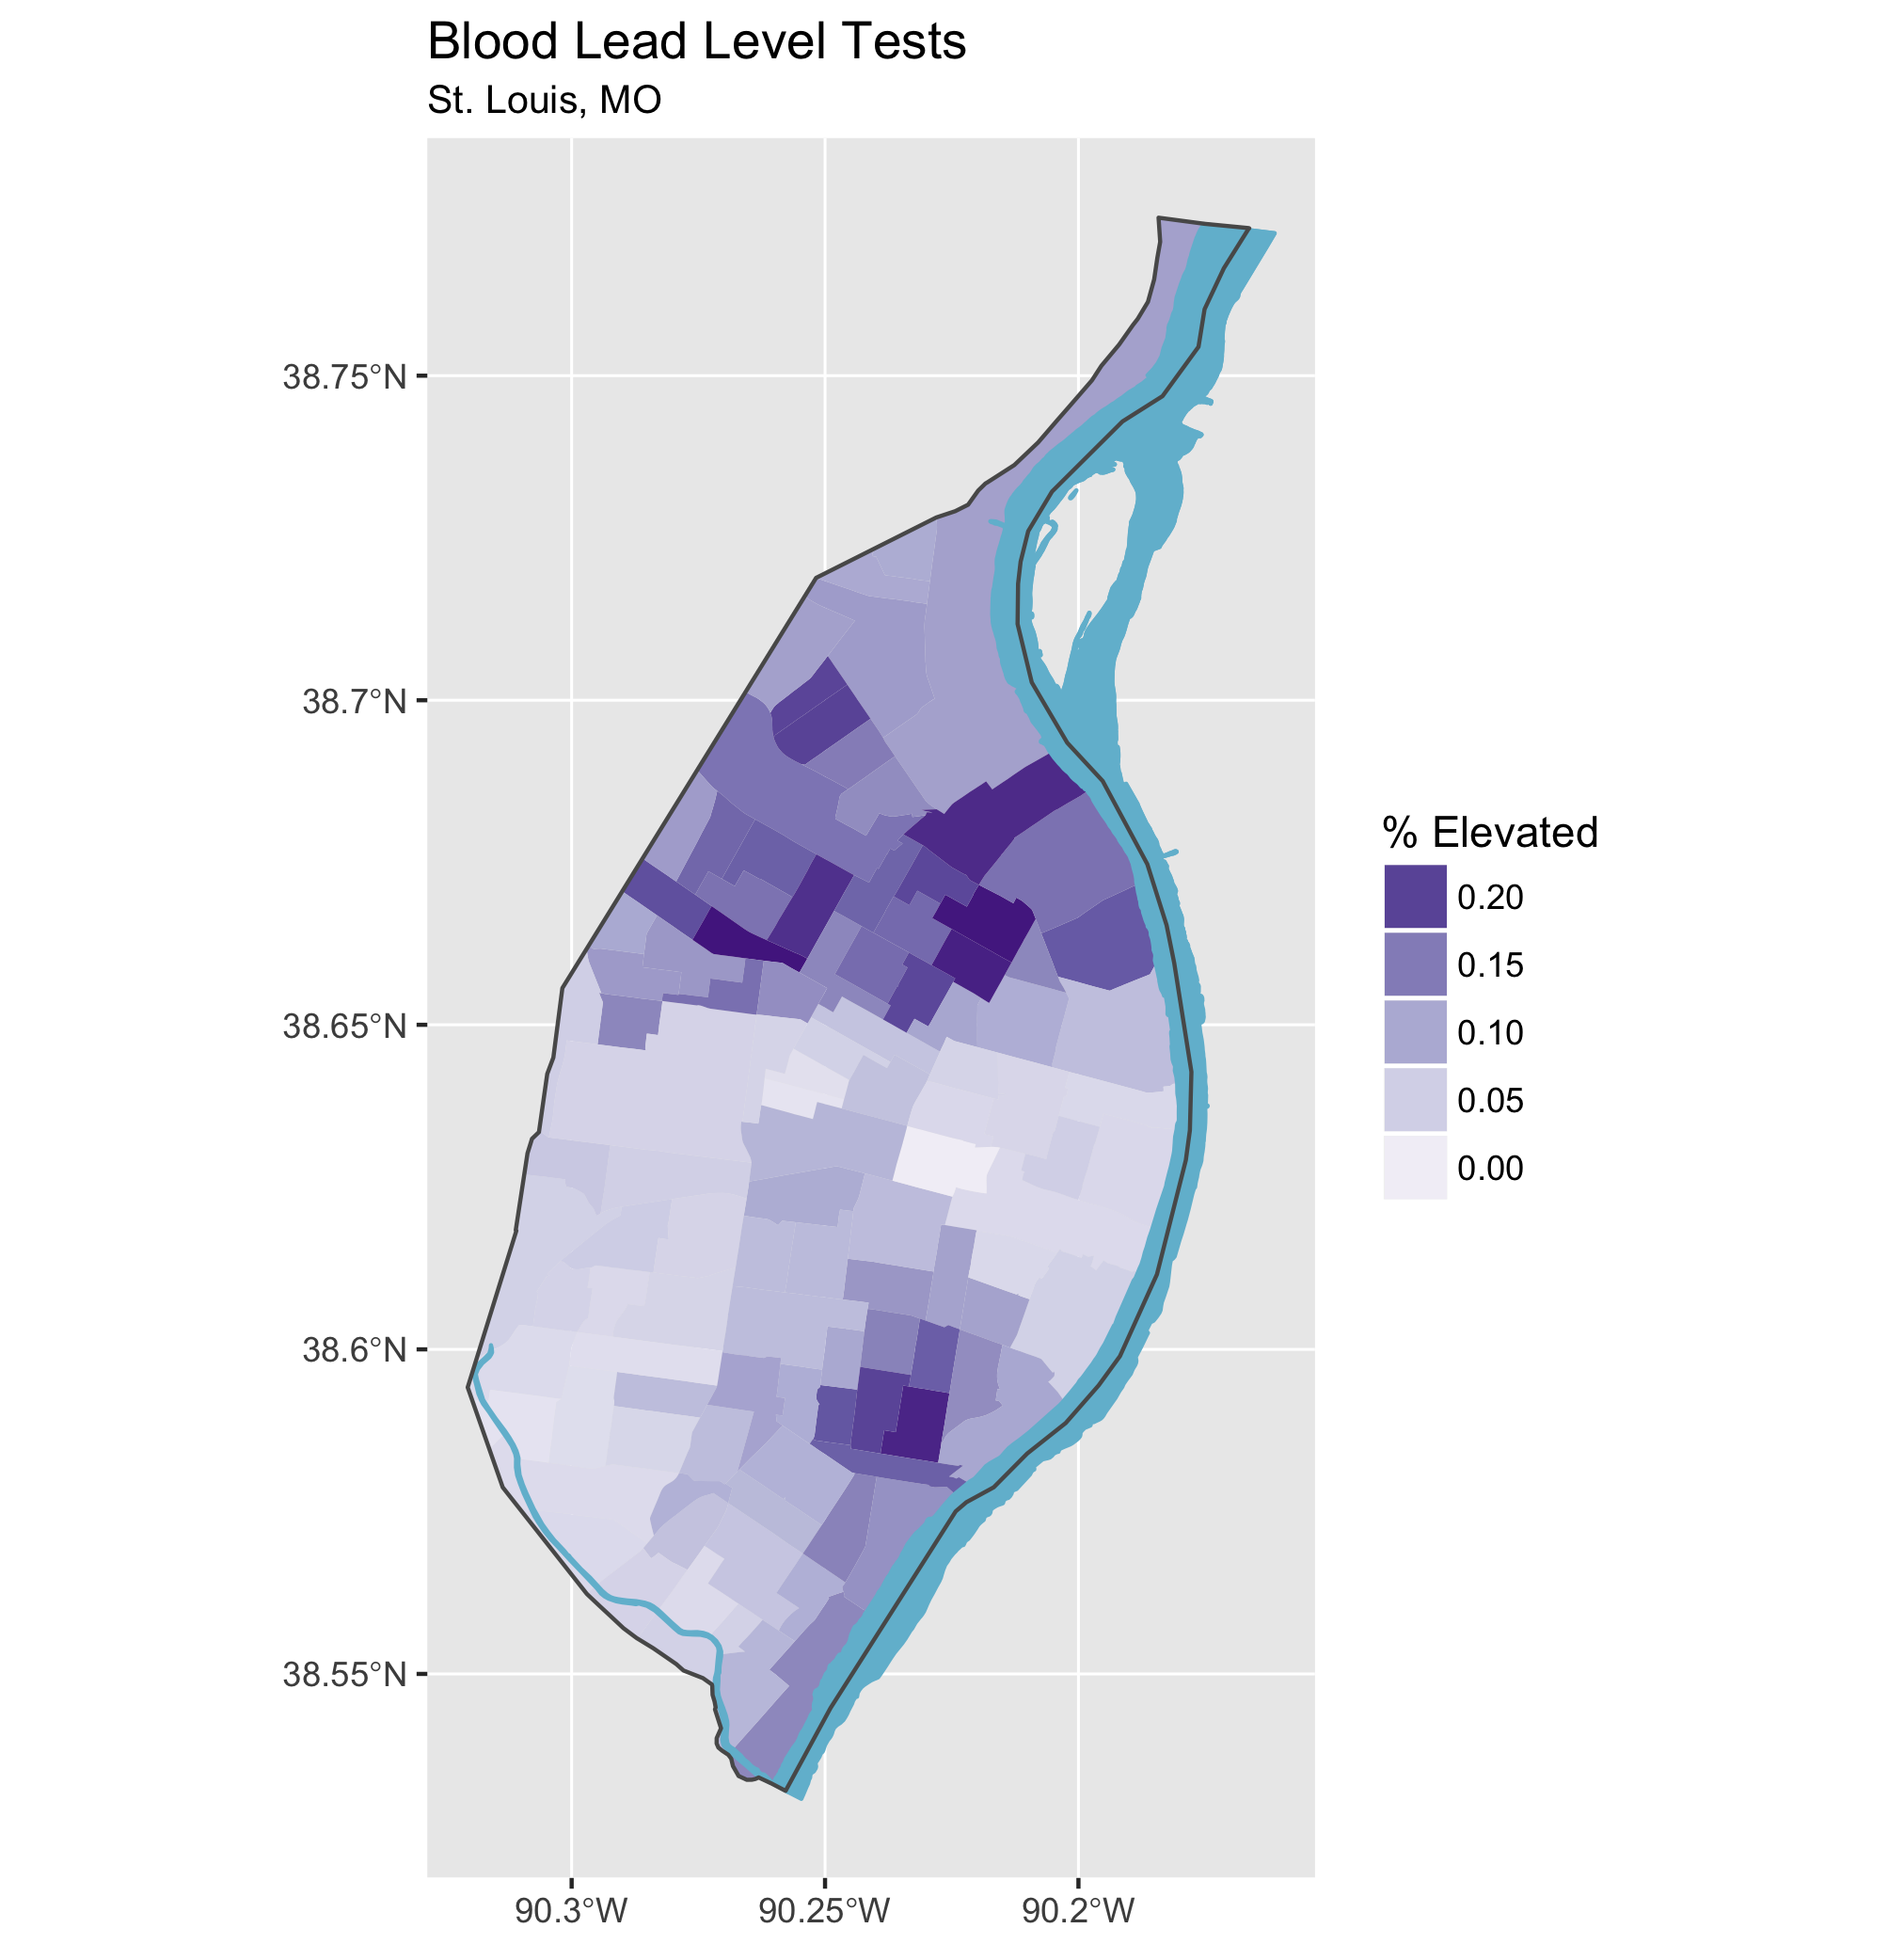 Blood Lead Level Tests
St. Louis, MO
38.75°N
38.7°N
38.65°N
38.6°N
38.55°N
90.3°W
90.25°W
90.2°W
% Elevated
0.20
0.15
0.10
0.05
0.00